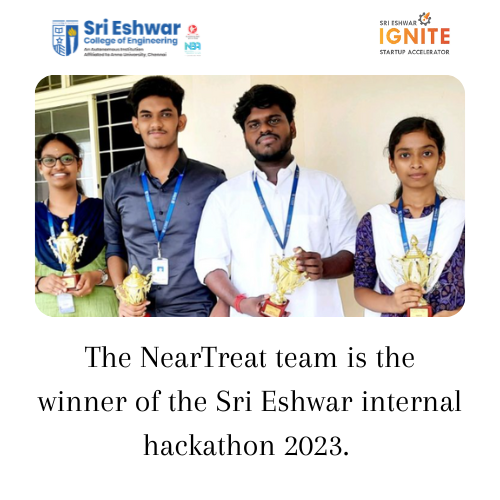 Sri Eshwar
College of Engineering
An Autonomous Institution
Affiliated to Anna University, Chennai
NBA
SRI ESHWAR
IGNITE
STARTUP ACCELERATOR
The NearTreat team is the
winner of the Sri Eshwar internal
hackathon 2023.